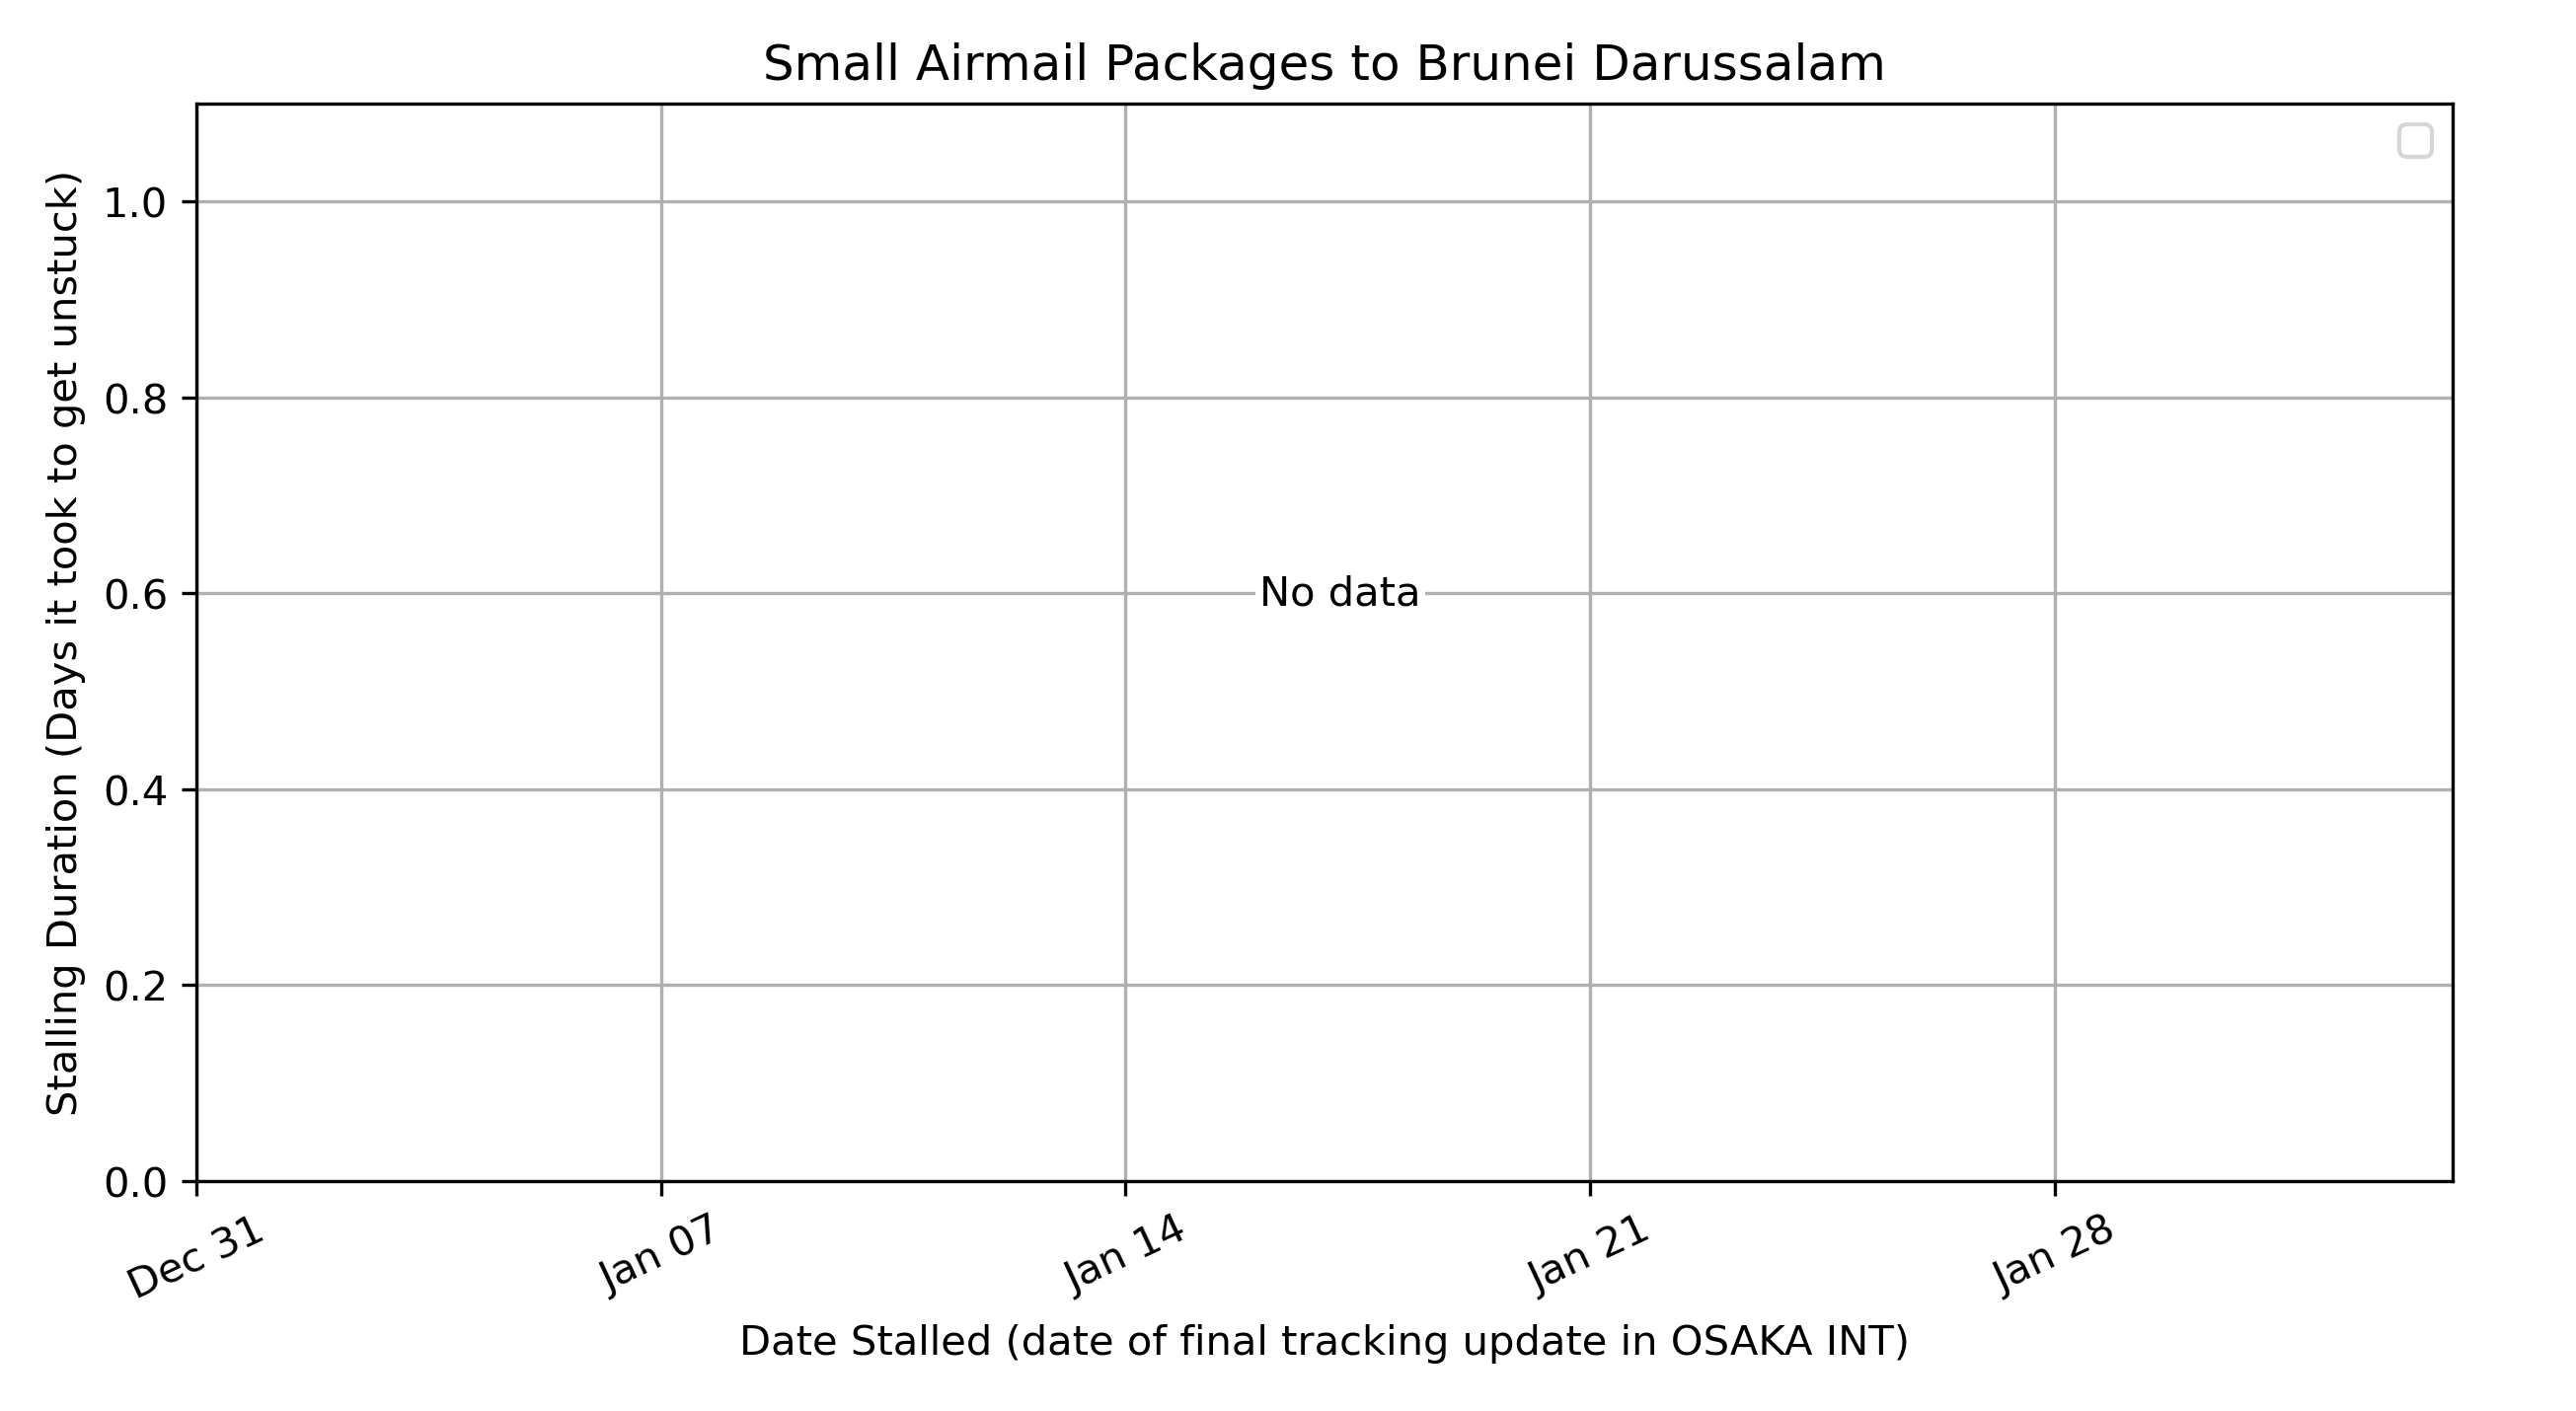 Small Airmail Packages to Brunei Darussalam
Stalling Duration (Days it took to get unstuck)
1.0
0.8
0.6
0.4
0.2
0.0
No data
Dec 31
Jan 07
Jan 14
Jan 21
Jan 28
Date Stalled (date of final tracking update in OSAKA INT)